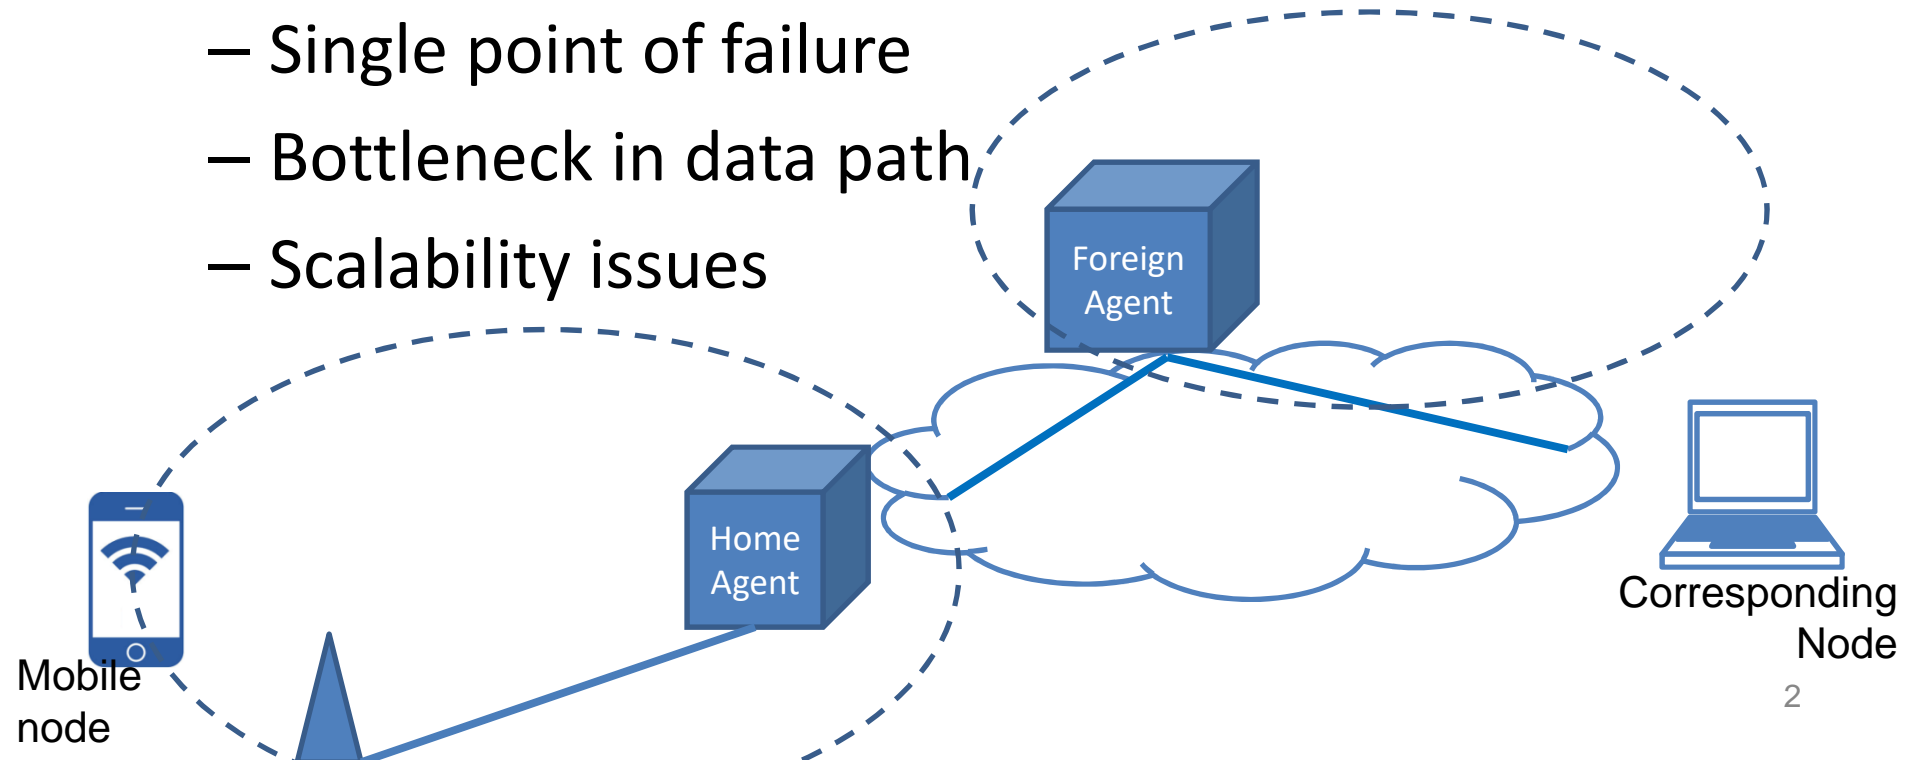 – Single point of failure
– Bottleneck in data path
– Scalability issues
Foreign
Agent
Home
Agent
Mobile
node
Corresponding
Node
2